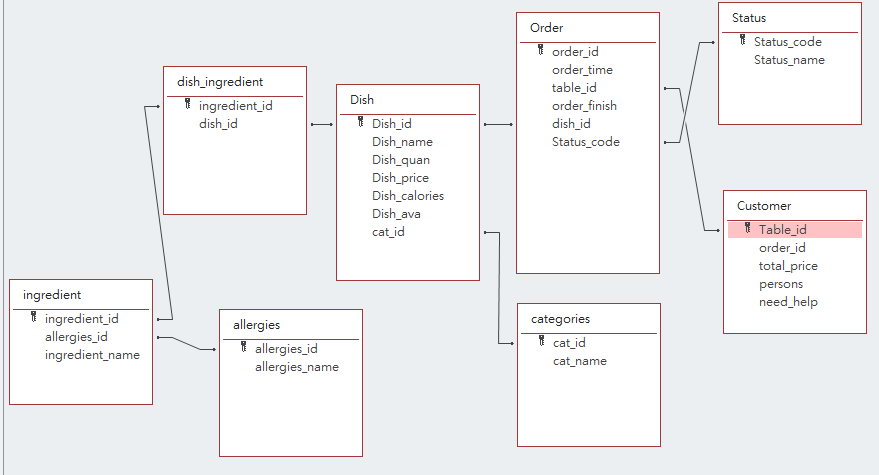 Order
order_id
order_time
table_id
order_finish
dish_id
Status_code
Status
Status_code
Status_name
dish_ingredient
ingredient_id
dish_id
Dish
Dish_id
Dish_name
Dish_quan
Dish_price
Dish_calories
Dish_ava
cat_id
Customer
Table_id
order_id
total_price
persons
need_help
ingredient
ingredient_id
allergies_id
ingredient_name
allergies
allergies_id
allergies_name
categories
cat_id
cat_name